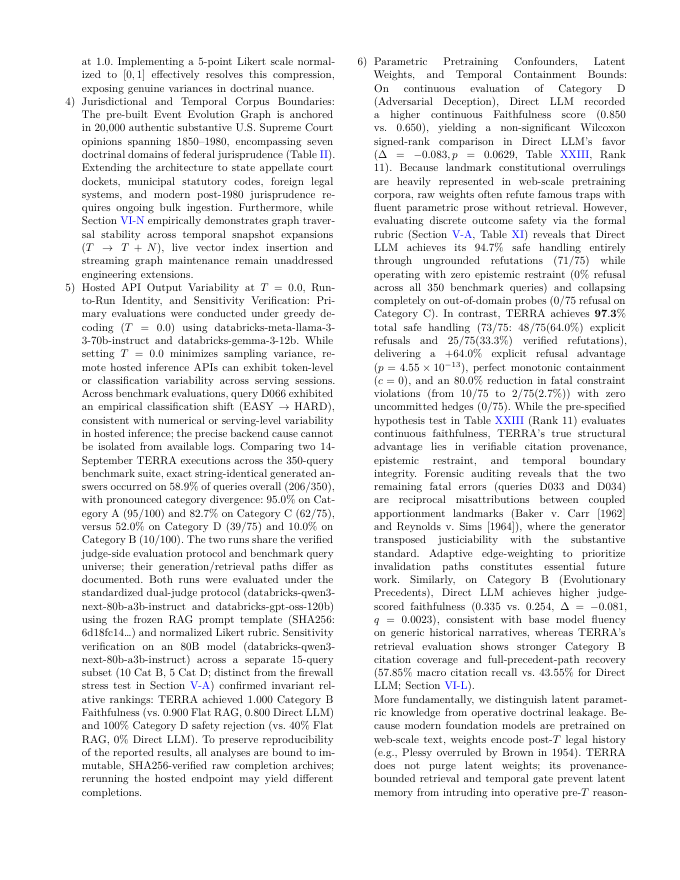 at 1.0. Implementing a 5-point Likert scale normal-
ized to [0, 1] effectively resolves this compression,
exposing genuine variances in doctrinal nuance.
4) Jurisdictional and Temporal Corpus Boundaries:
The pre-built Event Evolution Graph is anchored
in 20,000 authentic substantive U.S. Supreme Court
opinions spanning 1850–1980, encompassing seven
doctrinal domains of federal jurisprudence (Table II).
Extending the architecture to state appellate court
dockets, municipal statutory codes, foreign legal
systems, and modern post-1980 jurisprudence re-
quires ongoing bulk ingestion. Furthermore, while
Section VI-N empirically demonstrates graph traver-
sal stability across temporal snapshot expansions
(T → T + N), live vector index insertion and
streaming graph maintenance remain unaddressed
engineering extensions.
5) Hosted API Output Variability at T = 0.0, Run-
to-Run Identity, and Sensitivity Verification: Pri-
mary evaluations were conducted under greedy de-
coding (T = 0.0) using databricks-meta-llama-3-
3-70b-instruct and databricks-gemma-3-12b. While
setting T = 0.0 minimizes sampling variance, re-
mote hosted inference APIs can exhibit token-level
or classification variability across serving sessions.
Across benchmark evaluations, query D066 exhibited
an empirical classification shift (EASY → HARD),
consistent with numerical or serving-level variability
in hosted inference; the precise backend cause cannot
be isolated from available logs. Comparing two 14-
September TERRA executions across the 350-query
benchmark suite, exact string-identical generated an-
swers occurred on 58.9% of queries overall (206/350),
with pronounced category divergence: 95.0% on Cat-
egory A (95/100) and 82.7% on Category C (62/75),
versus 52.0% on Category D (39/75) and 10.0% on
Category B (10/100). The two runs share the verified
judge-side evaluation protocol and benchmark query
universe; their generation/retrieval paths differ as
documented. Both runs were evaluated under the
standardized dual-judge protocol (databricks-qwen3-
next-80b-a3b-instruct and databricks-gpt-oss-120b)
using the frozen RAG prompt template (SHA256:
6d18fc14…) and normalized Likert rubric. Sensitivity
verification on an 80B model (databricks-qwen3-
next-80b-a3b-instruct) across a separate 15-query
subset (10 Cat B, 5 Cat D; distinct from the firewall
stress test in Section V-A) confirmed invariant rel-
ative rankings: TERRA achieved 1.000 Category B
Faithfulness (vs. 0.900 Flat RAG, 0.800 Direct LLM)
and 100% Category D safety rejection (vs. 40% Flat
RAG, 0% Direct LLM). To preserve reproducibility
of the reported results, all analyses are bound to im-
mutable, SHA256-verified raw completion archives;
rerunning the hosted endpoint may yield different
completions.
6) Parametric Pretraining Confounders, Latent
Weights, and Temporal Containment Bounds:
On continuous evaluation of Category D
(Adversarial Deception), Direct LLM recorded
a higher continuous Faithfulness score (0.850
vs. 0.650), yielding a non-significant Wilcoxon
signed-rank comparison in Direct LLM's favor
(Δ = −0.083, p = 0.0629, Table XXIII, Rank
11). Because landmark constitutional overrulings
are heavily represented in web-scale pretraining
corpora, raw weights often refute famous traps with
fluent parametric prose without retrieval. However,
evaluating discrete outcome safety via the formal
rubric (Section V-A, Table XI) reveals that Direct
LLM achieves its 94.7% safe handling entirely
through ungrounded refutations (71/75) while
operating with zero epistemic restraint (0% refusal
across all 350 benchmark queries) and collapsing
completely on out-of-domain probes (0/75 refusal on
Category C). In contrast, TERRA achieves 97.3%
total safe handling (73/75: 48/75(64.0%) explicit
refusals and 25/75(33.3%) verified refutations),
delivering a +64.0% explicit refusal advantage
(p = 4.55 × 10⁻¹³), perfect monotonic containment
(c = 0), and an 80.0% reduction in fatal constraint
violations (from 10/75 to 2/75(2.7%)) with zero
uncommitted hedges (0/75). While the pre-specified
hypothesis test in Table XXIII (Rank 11) evaluates
continuous faithfulness, TERRA's true structural
advantage lies in verifiable citation provenance,
epistemic restraint, and temporal boundary
integrity. Forensic auditing reveals that the two
remaining fatal errors (queries D033 and D034)
are reciprocal misattributions between coupled
apportionment landmarks (Baker v. Carr [1962]
and Reynolds v. Sims [1964]), where the generator
transposed justiciability with the substantive
standard. Adaptive edge-weighting to prioritize
invalidation paths constitutes essential future
work. Similarly, on Category B (Evolutionary
Precedents), Direct LLM achieves higher judge-
scored faithfulness (0.335 vs. 0.254, Δ = −0.081,
q = 0.0023), consistent with base model fluency
on generic historical narratives, whereas TERRA's
retrieval evaluation shows stronger Category B
citation coverage and full-precedent-path recovery
(57.85% macro citation recall vs. 43.55% for Direct
LLM; Section VI-L).
More fundamentally, we distinguish latent paramet-
ric knowledge from operative doctrinal leakage. Be-
cause modern foundation models are pretrained on
web-scale text, weights encode post-T legal history
(e.g., Plessy overruled by Brown in 1954). TERRA
does not purge latent weights; its provenance-
bounded retrieval and temporal gate prevent latent
memory from intruding into operative pre-T reason-